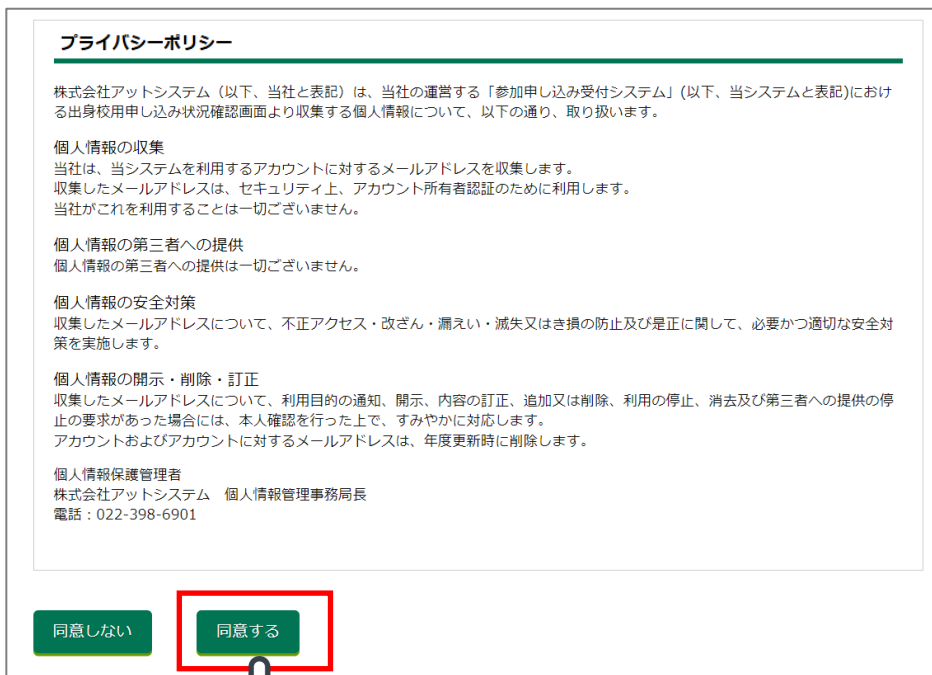 プライバシーポリシー
株式会社アットシステム（以下、当社と表記）は、当社の運営する「参加申し込み受付システム」(以下、当システムと表記)におけ
る出身校用申し込み状況確認画面より収集する個人情報について、以下の通り、取り扱います。
個人情報の収集
当社は、当システムを利用するアカウントに対するメールアドレスを収集します。
収集したメールアドレスは、セキュリティ上、アカウント所有者認証のために利用します。
当社がこれを利用することは一切ございません。
個人情報の第三者への提供
個人情報の第三者への提供は一切ございません。
個人情報の安全対策
収集したメールアドレスについて、不正アクセス・改ざん・漏えい・滅失又はき損の防止及び是正に関して、必要かつ適切な安全対
策を実施します。
個人情報の開示・削除・訂正
収集したメールアドレスについて、利用目的の通知、開示、内容の訂正、追加又は削除、利用の停止、消去及び第三者への提供の停
止の要求があった場合には、本人確認を行った上で、すみやかに対応します。
アカウントおよびアカウントに対するメールアドレスは、年度更新時に削除します。
個人情報保護管理者
株式会社アットシステム　個人情報管理事務局長
電話：022-398-6901
同意しない
同意する